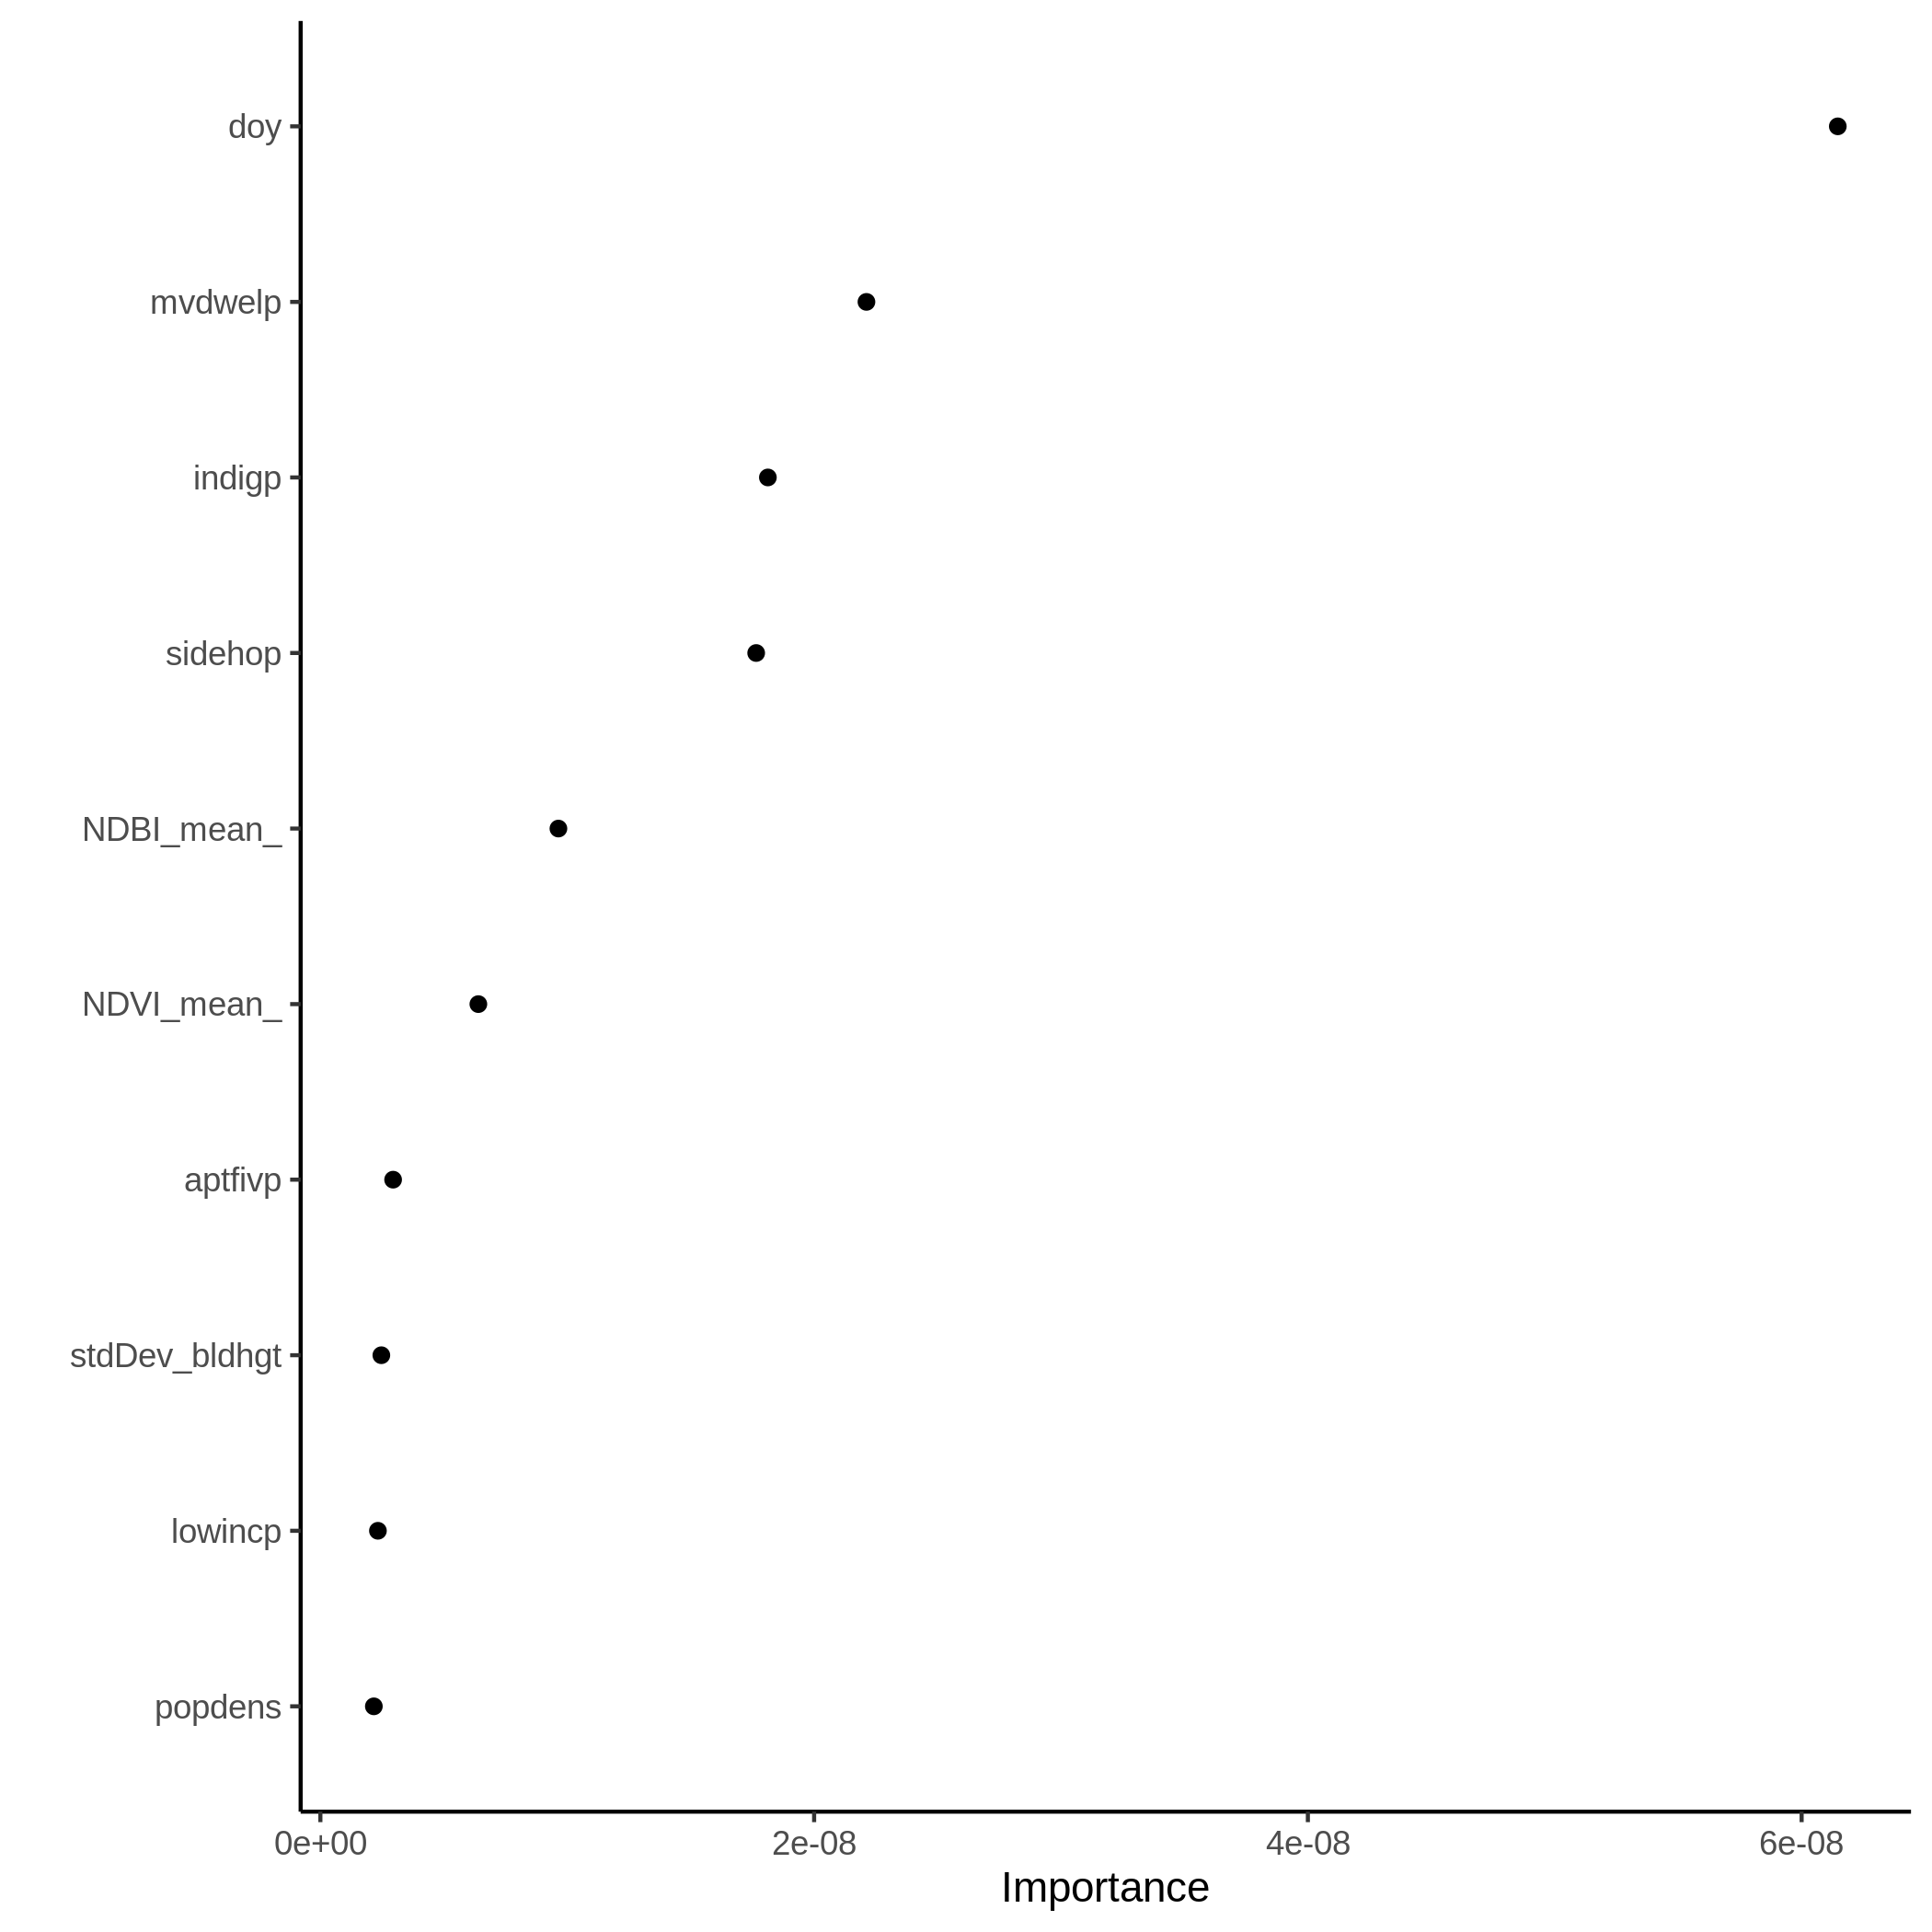 doy
mvdwelp
indigp
sidehop
NDBI_mean_
NDVI_mean_
aptfivp
stdDev_bldhgt
lowincp
popdens
0e+00 2e-08 4e-08 6e-08
Importance